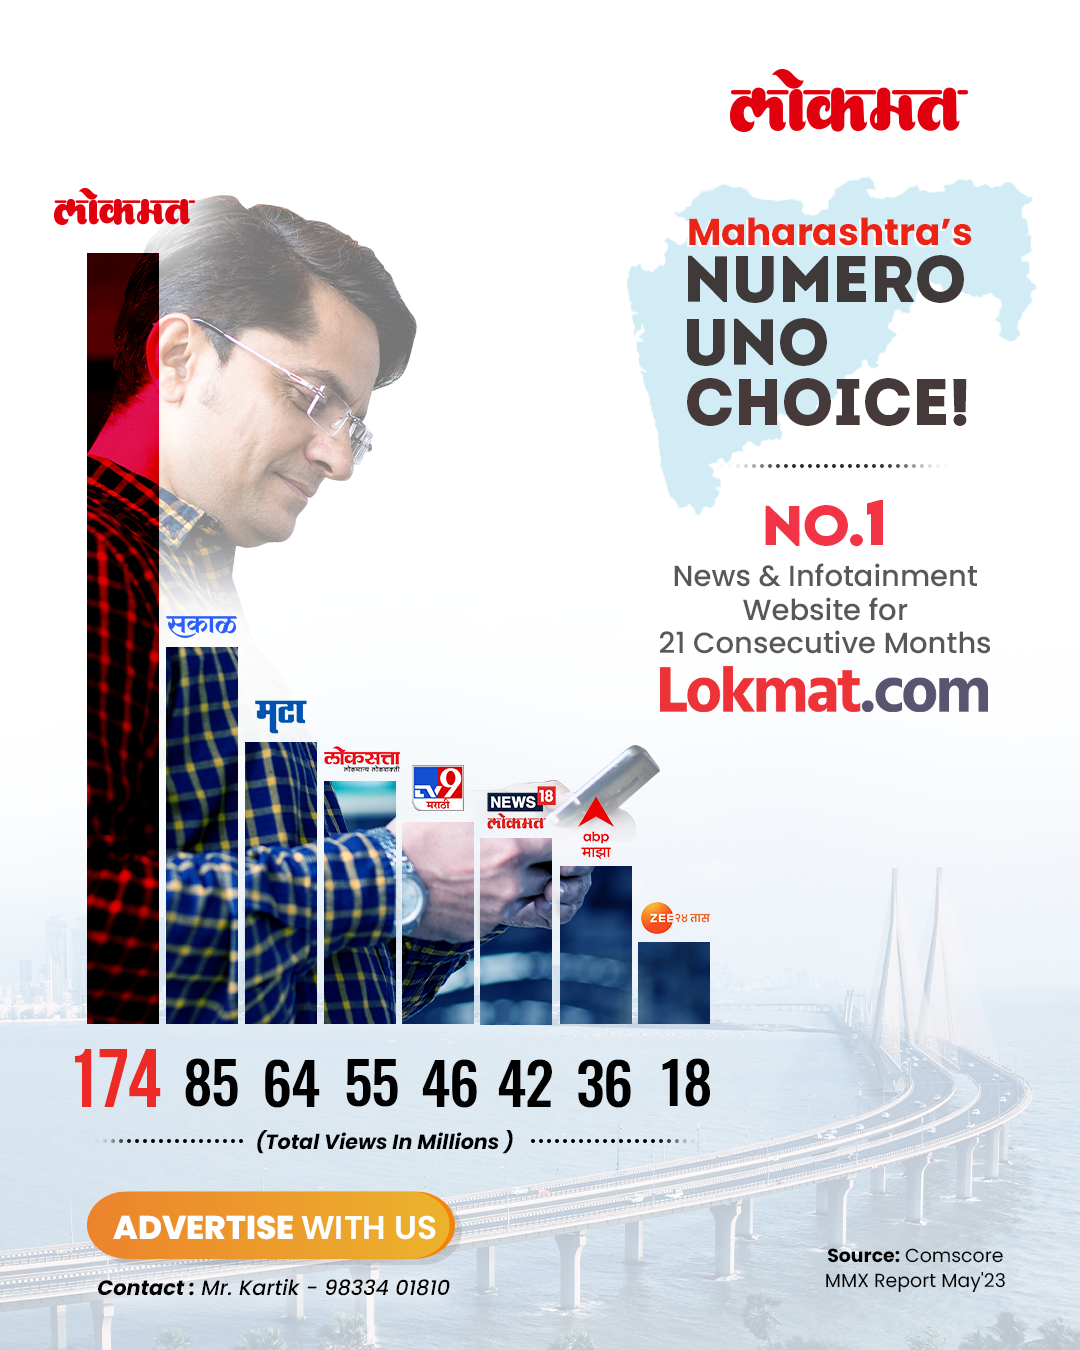 लोकमत
लोकमत
Maharashtra's
NUMERO
UNO
CHOICE!
NO.1
News & Infotainment
Website for
21 Consecutive Months
Lokmat.com
सकाळ
मटा
लोकसत्ता
लोकमान्य लोकशक्ती
TV9
मराठी
NEWS 18
लोकमत
abp
माझा
ZEE २४ तास
174 85 64 55 46 42 36 18
(Total Views In Millions )
ADVERTISE WITH US
Contact : Mr. Kartik - 98334 01810
Source: Comscore
MMX Report May'23